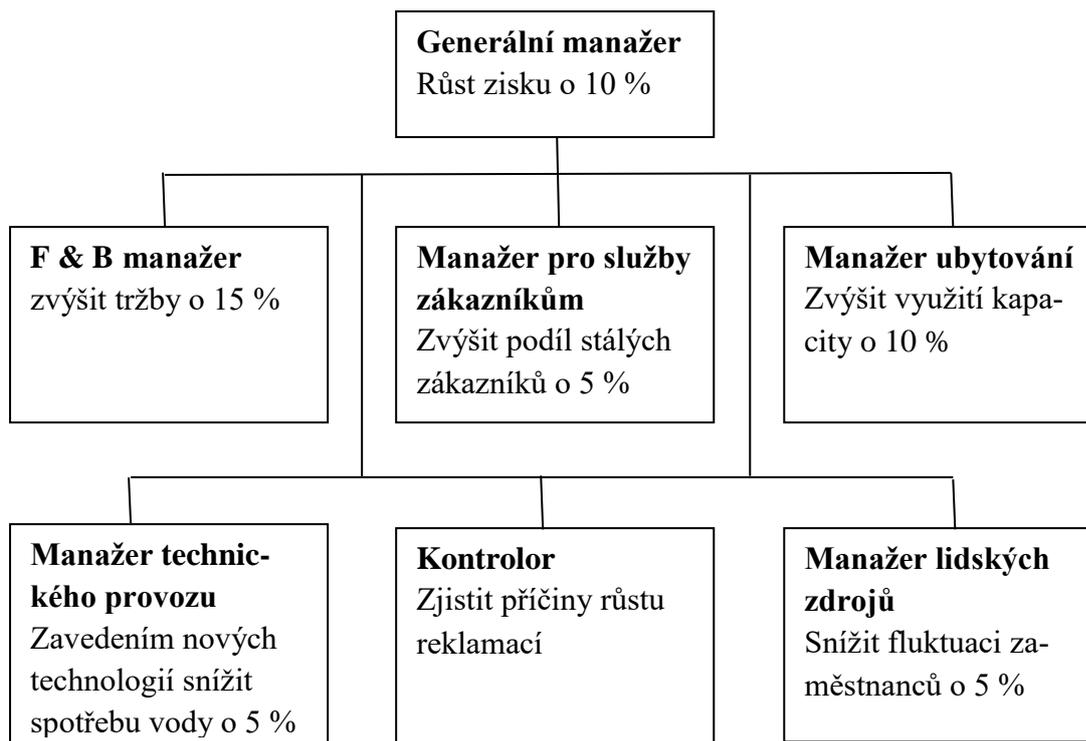 Generální manažer
Růst zisku o 10 %
F & B manažer
zvýšit tržby o 15 %
Manažer pro služby
zákazníkům
Zvýšit podíl stálých
zákazníků o 5 %
Manažer ubytování
Zvýšit využití kapa-
city o 10 %
Manažer technic-
kého provozu
Zavedením nových
technologií snížit
spotřebu vody o 5 %
Kontrolor
Zjistit příčiny růstu
reklamací
Manažer lidských
zdrojů
Snížit fluktuaci za-
městnanců o 5 %